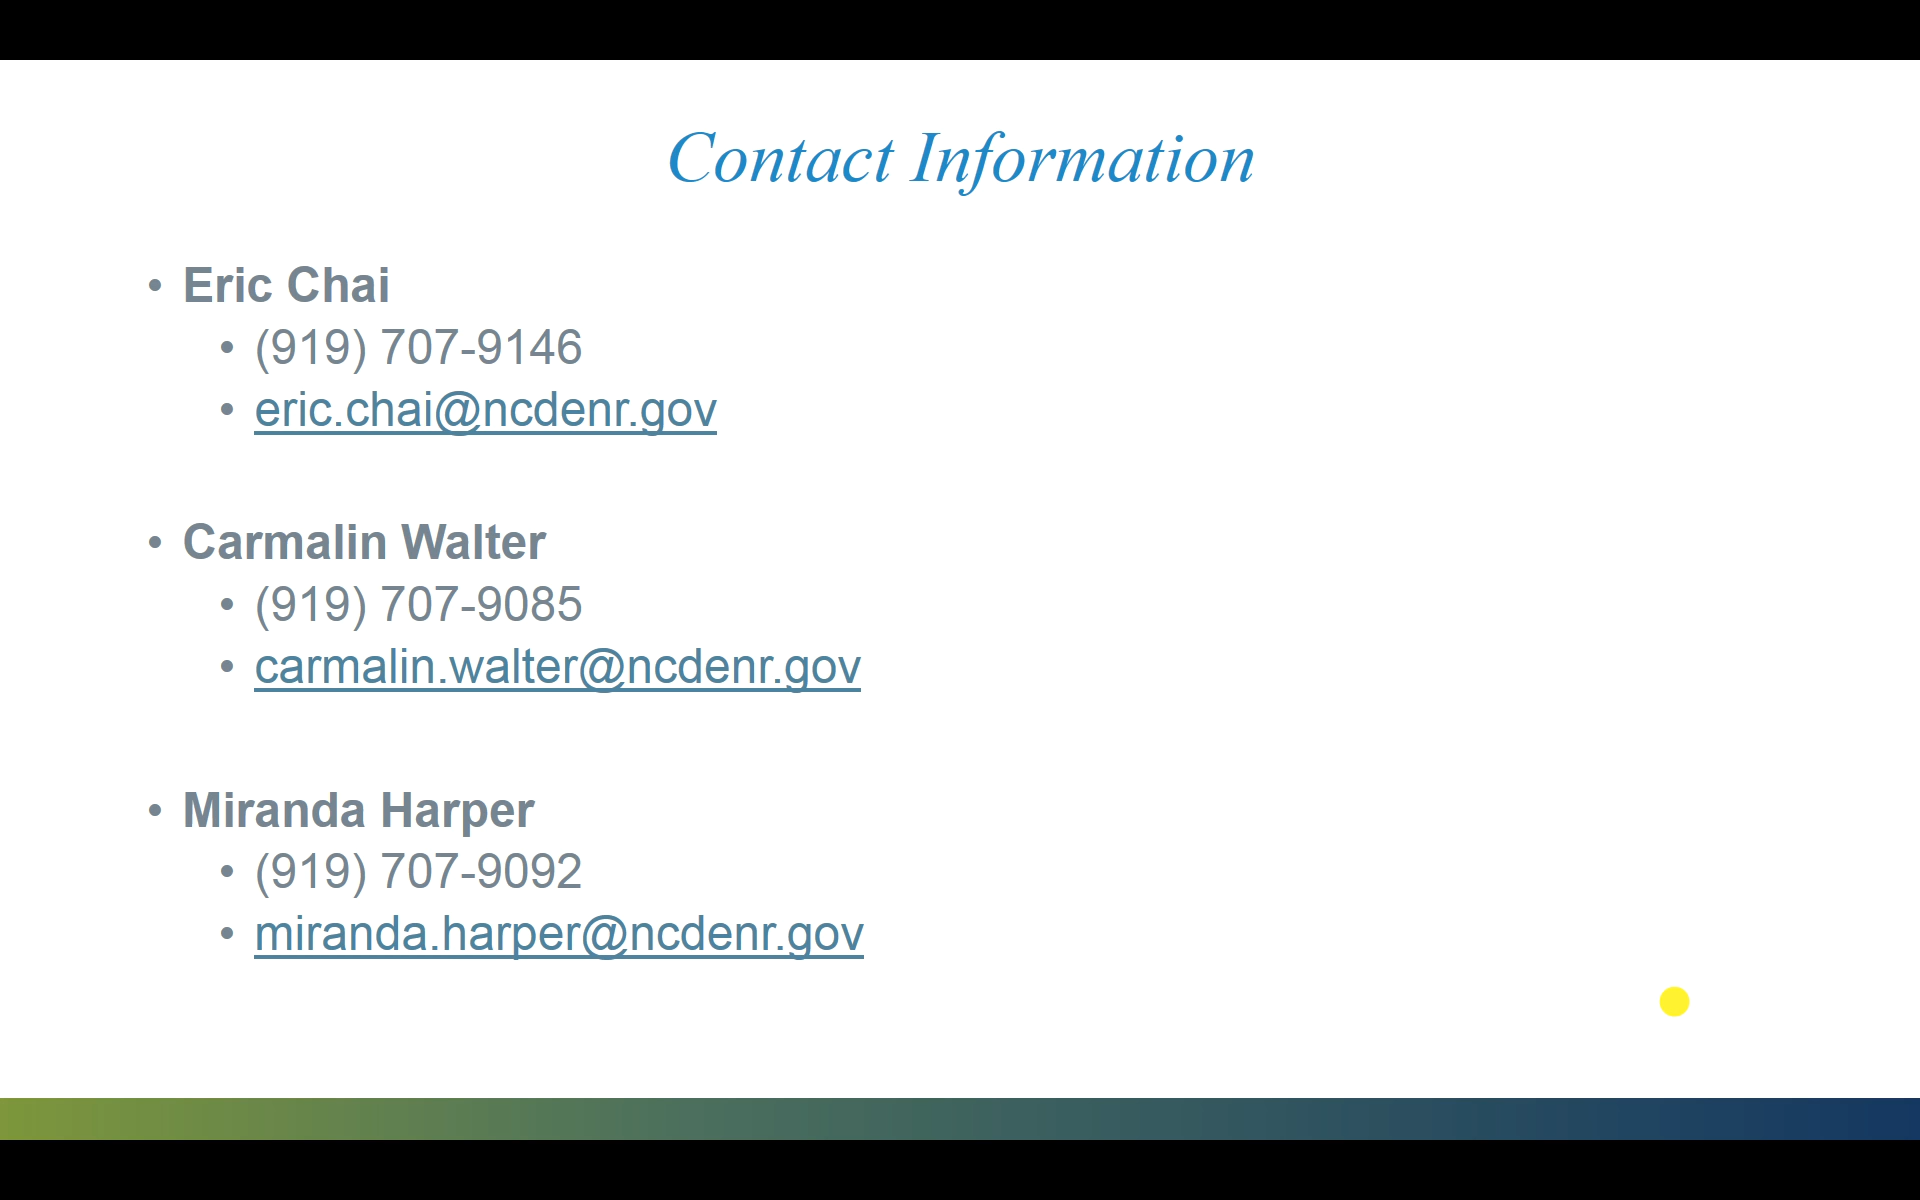 Contact Information
• Eric Chai
• (919) 707-9146
• eric.chai@ncdenr.gov
• Carmalin Walter
• (919) 707-9085
• carmalin.walter@ncdenr.gov
• Miranda Harper
• (919) 707-9092
• miranda.harper@ncdenr.gov